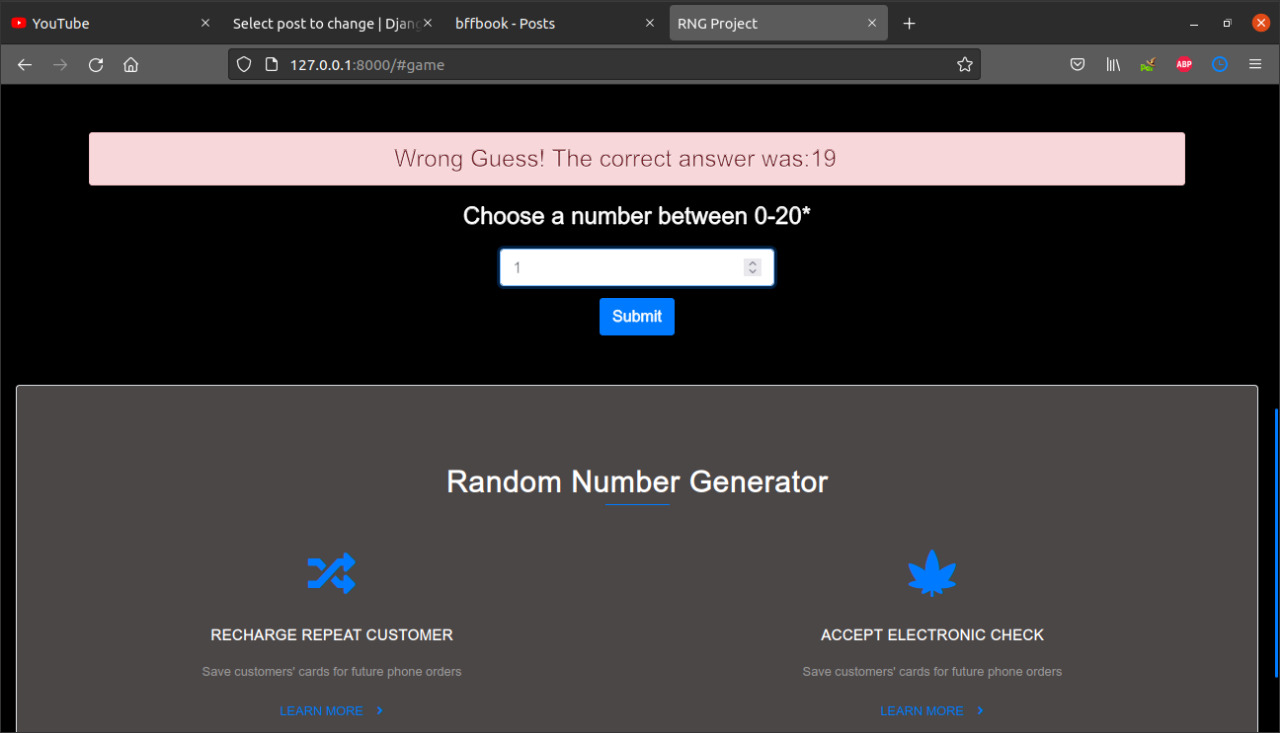 YouTube
Select post to change | Djang
bffbook - Posts
RNG Project
127.0.0.1:8000/#game
ABP
Wrong Guess! The correct answer was:19
Choose a number between 0-20*
1
Submit
Random Number Generator
RECHARGE REPEAT CUSTOMER
ACCEPT ELECTRONIC CHECK
Save customers' cards for future phone orders
Save customers' cards for future phone orders
LEARN MORE
LEARN MORE